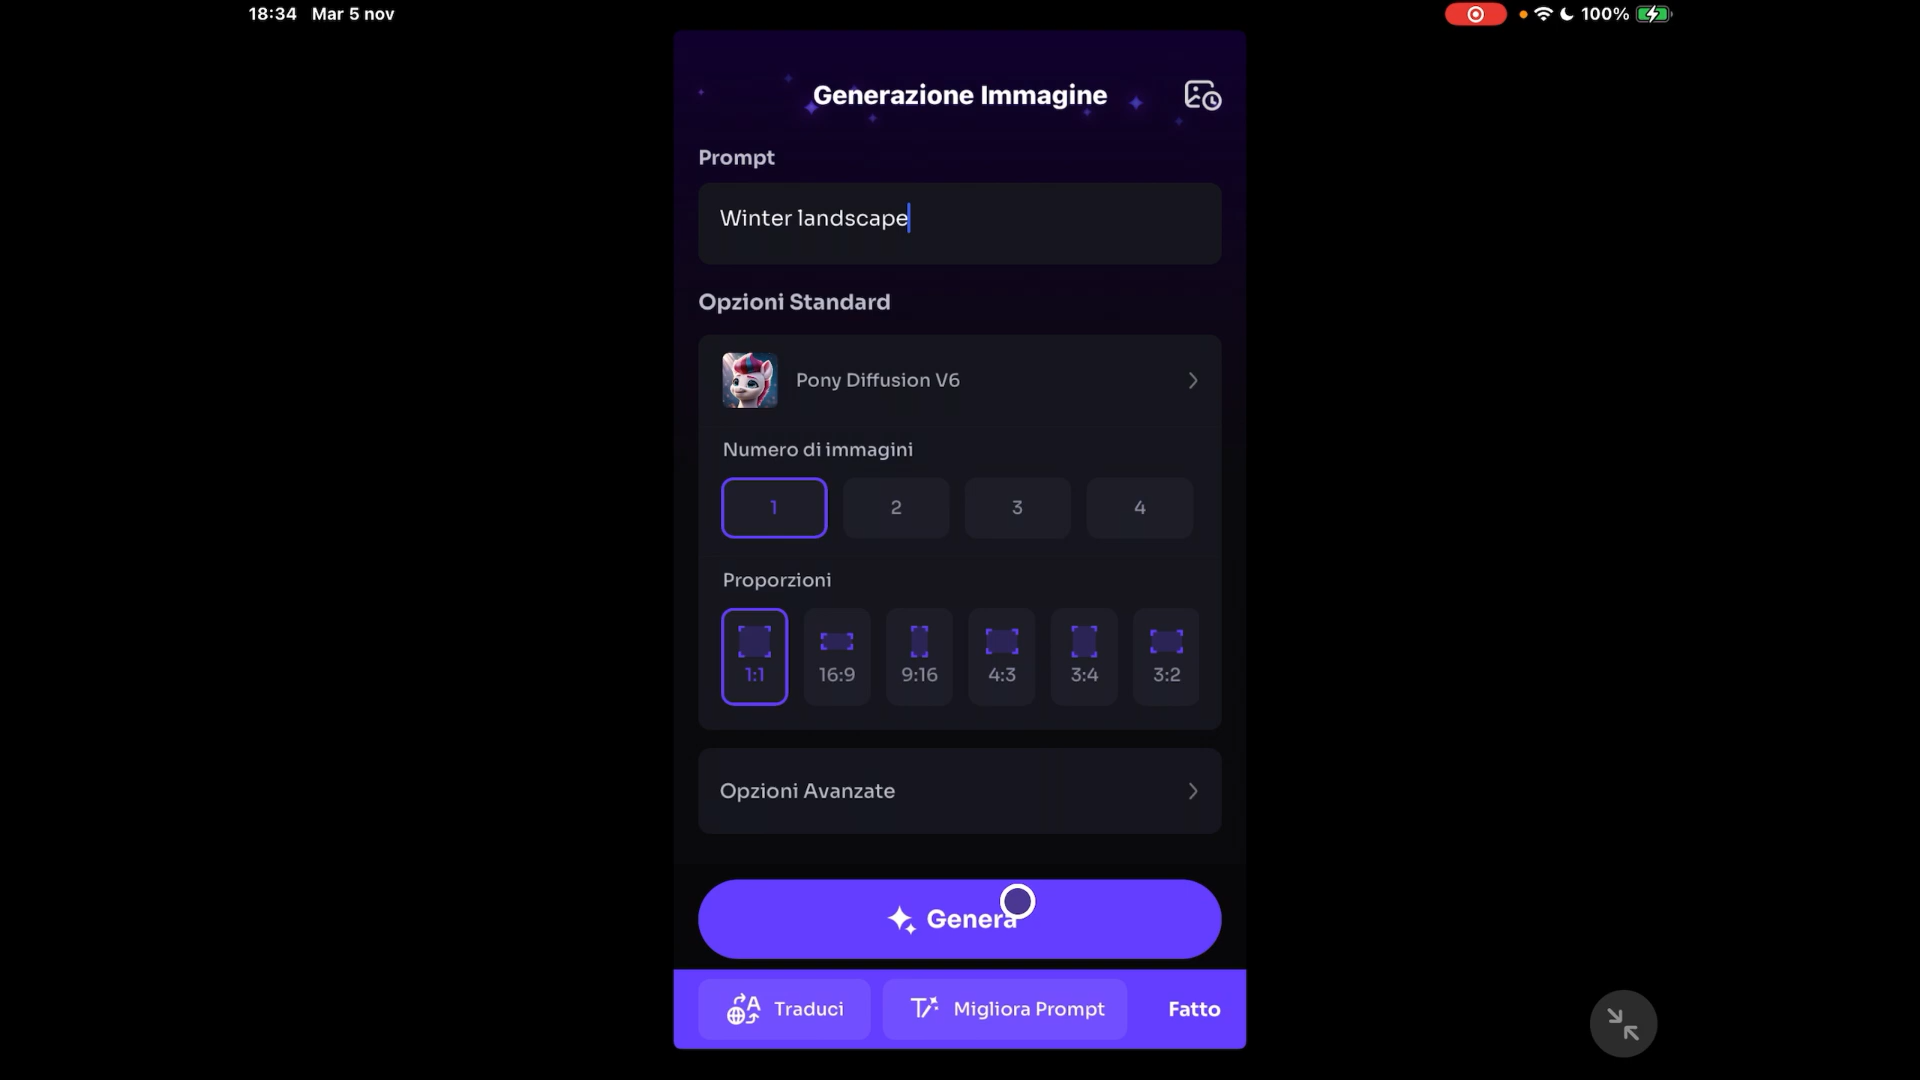 18:34 Mar 5 nov 100%
Generazione Immagine
Prompt
Winter landscape
Opzioni Standard
Pony Diffusion V6
Numero di immagini
1 2 3 4
Proporzioni
1:1 16:9 9:16 4:3 3:4 3:2
Opzioni Avanzate
Genera
Traduci Migliora Prompt Fatto